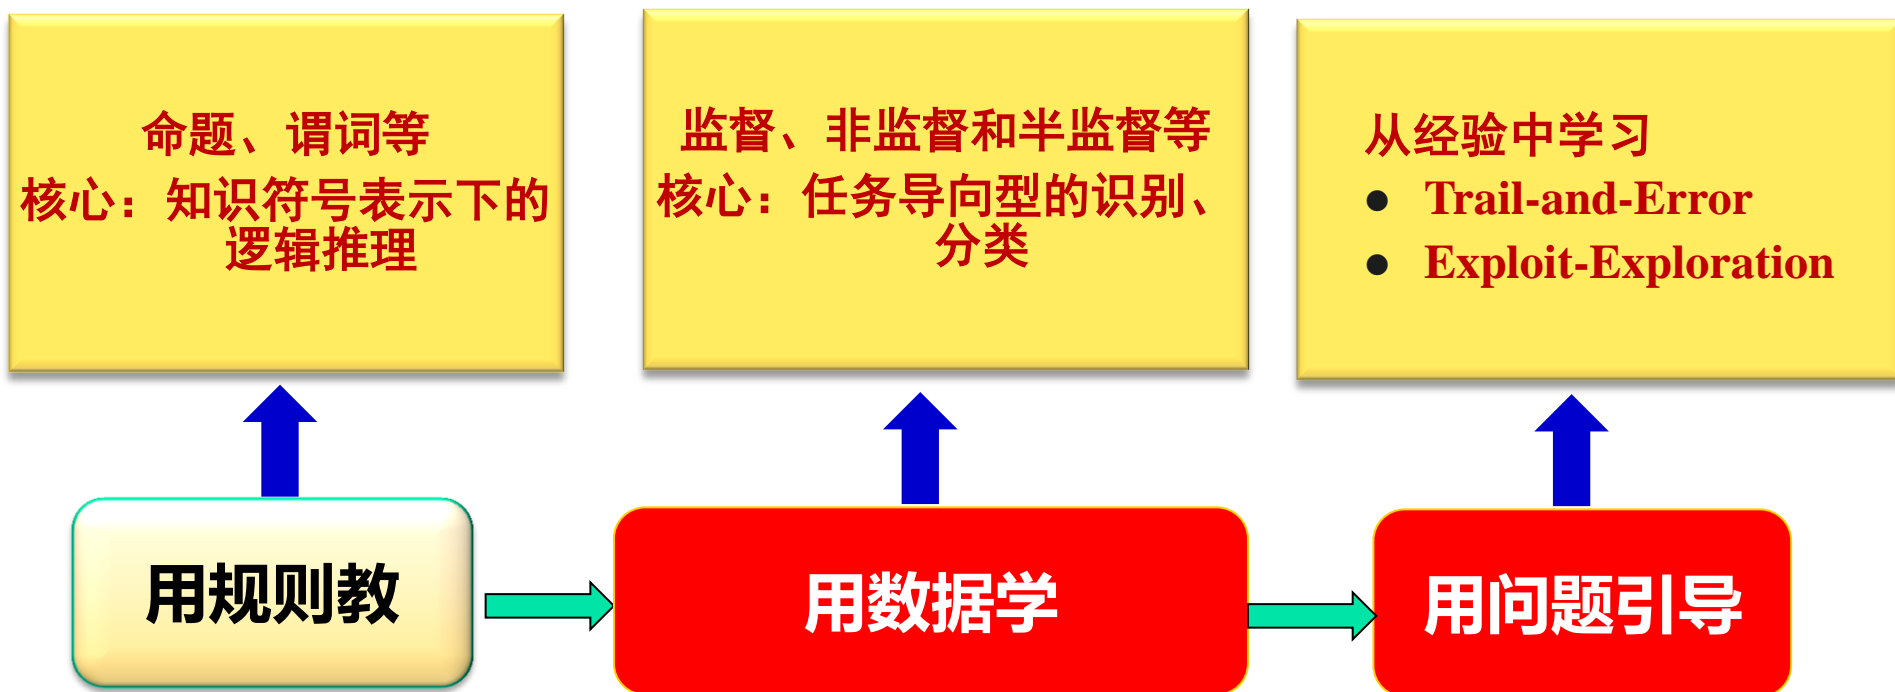 命题、谓词等
核心：知识符号表示下的
逻辑推理
监督、非监督和半监督等
核心：任务导向型的识别、
分类
从经验中学习
● Trail-and-Error
● Exploit-Exploration
用规则教
用数据学
用问题引导